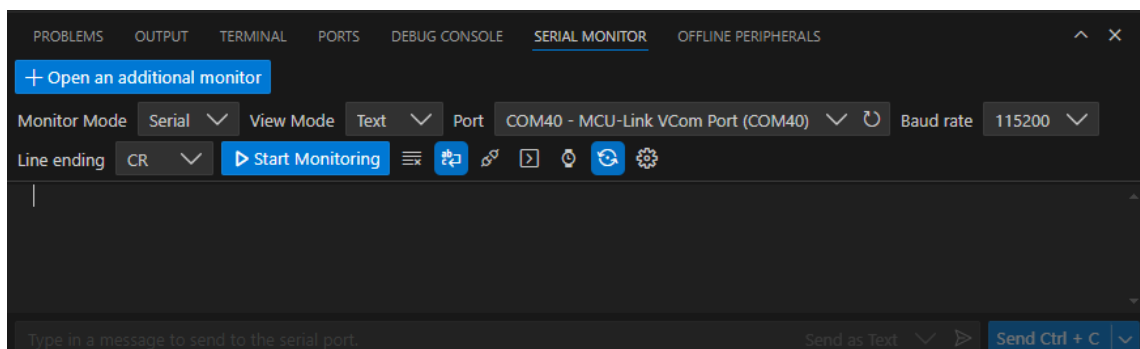 PROBLEMS OUTPUT TERMINAL PORTS DEBUG CONSOLE SERIAL MONITOR OFFLINE PERIPHERALS
Open an additional monitor
Monitor Mode Serial View Mode Text Port COM40 - MCU-Link VCom Port (COM40) Baud rate 115200
Line ending CR Start Monitoring
Type in a message to send to the serial port. Send as Text Send Ctrl + C